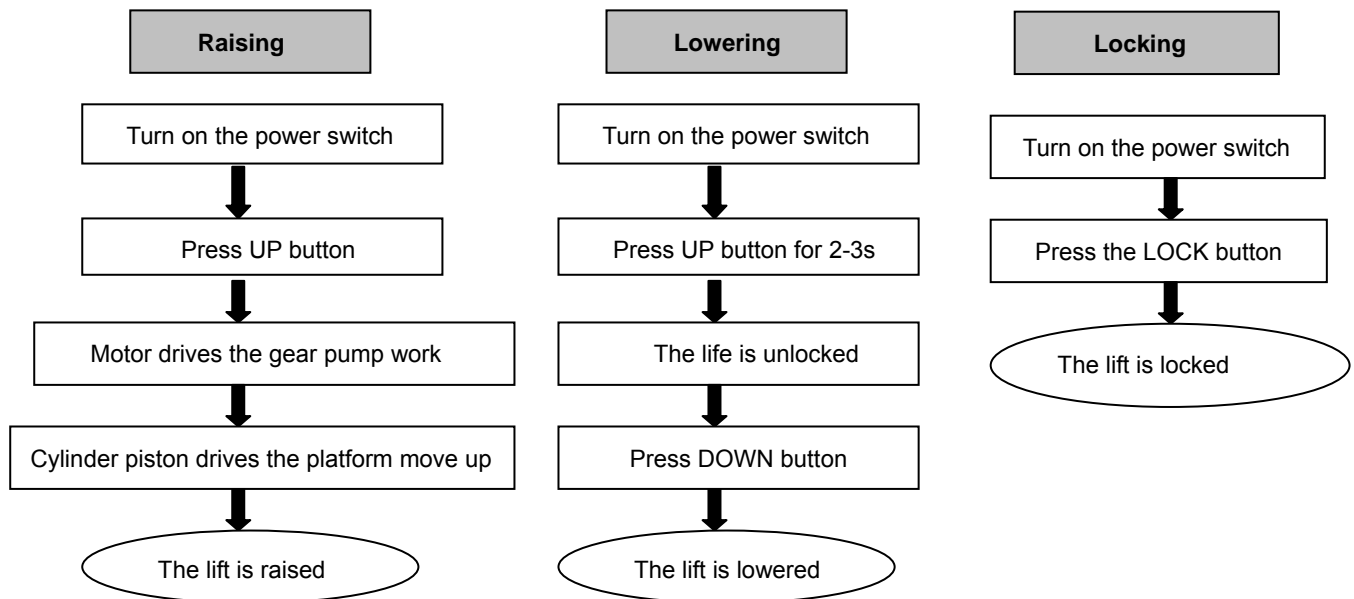 Raising
Turn on the power switch
Press UP button
Motor drives the gear pump work
Cylinder piston drives the platform move up
The lift is raised
Lowering
Turn on the power switch
Press UP button for 2-3s
The life is unlocked
Press DOWN button
The lift is lowered
Locking
Turn on the power switch
Press the LOCK button
The lift is locked